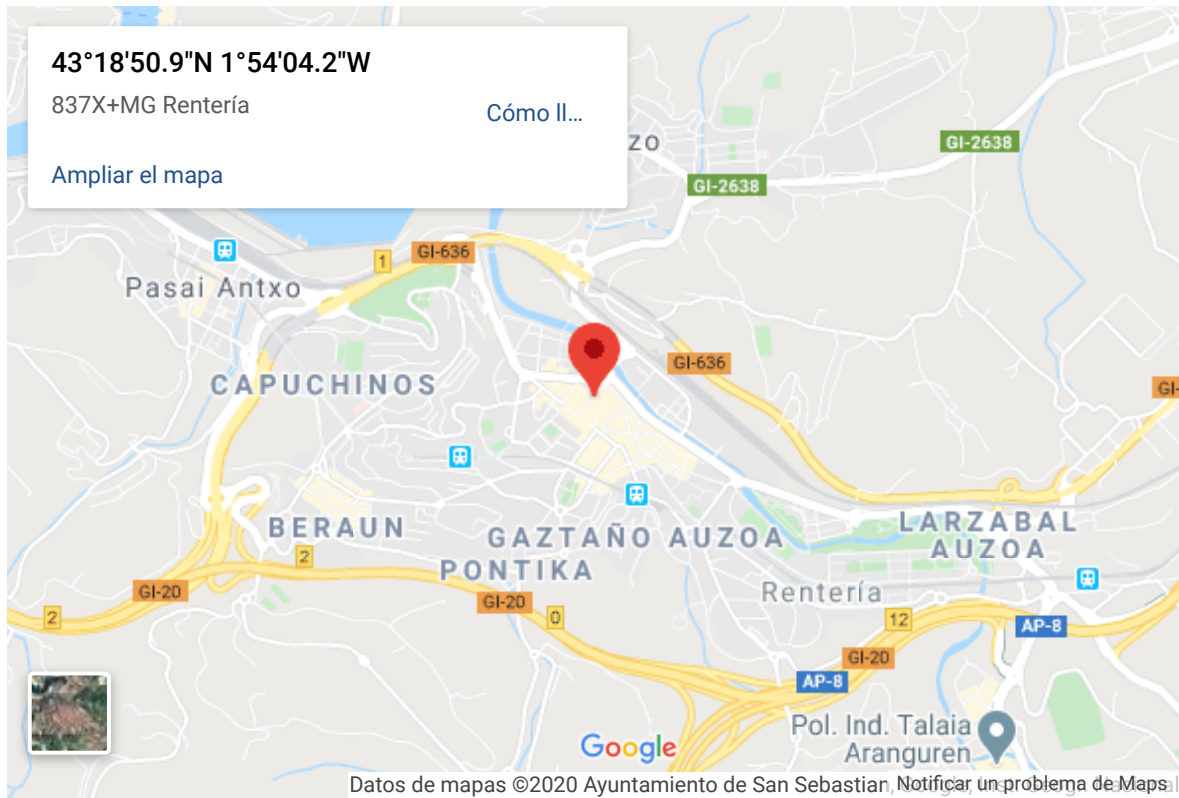 43°18'50.9"N 1°54'04.2"W
837X+MG Rentería
Cómo ll...
Ampliar el mapa
ZO
GI-2638
GI-2638
GI-636
1
Pasai Antxo
GI-636
CAPUCHINOS
GI-
BERAUN
GAZTAÑO AUZOA
LARZABAL
AUZOA
2
PONTIKA
GI-20
GI-20
Rentería
2
0
12
AP-8
GI-20
AP-8
Pol. Ind. Talaia
Aranguren
Google
Datos de mapas ©2020 Ayuntamiento de San Sebastian, Notificar un problema de Maps